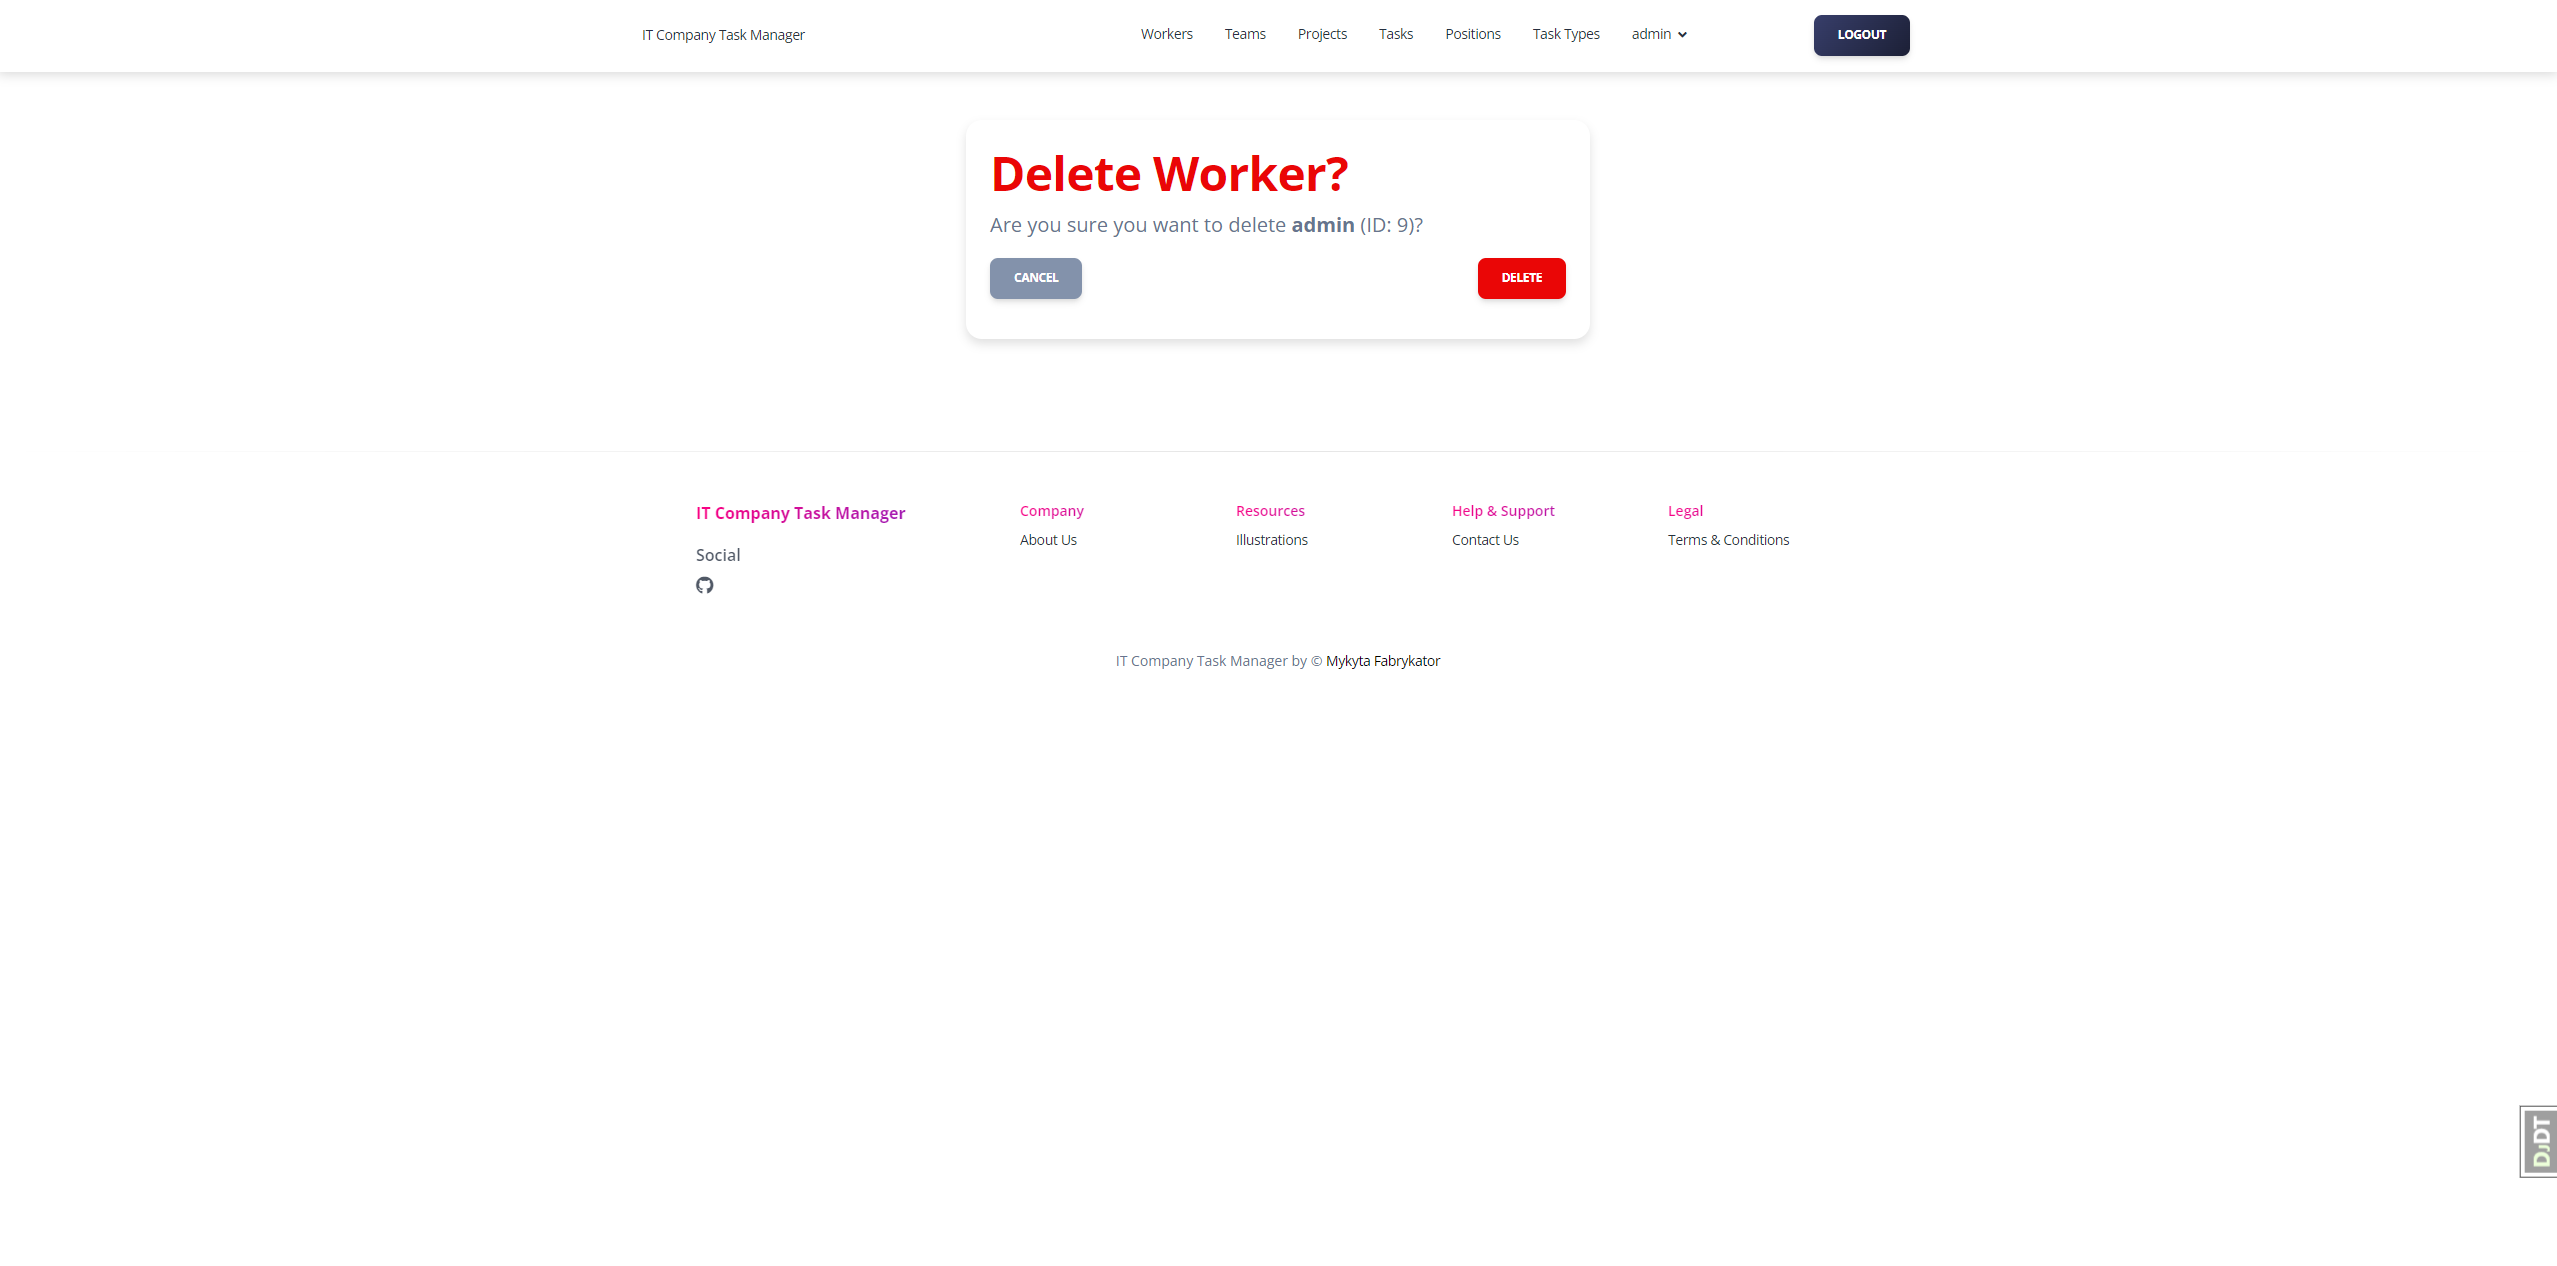 IT Company Task Manager
Workers Teams Projects Tasks Positions Task Types admin
LOGOUT
Delete Worker?
Are you sure you want to delete admin (ID: 9)?
CANCEL
DELETE
IT Company Task Manager
Social
Company
About Us
Resources
Illustrations
Help & Support
Contact Us
Legal
Terms & Conditions
IT Company Task Manager by © Mykyta Fabrykator
DJDT